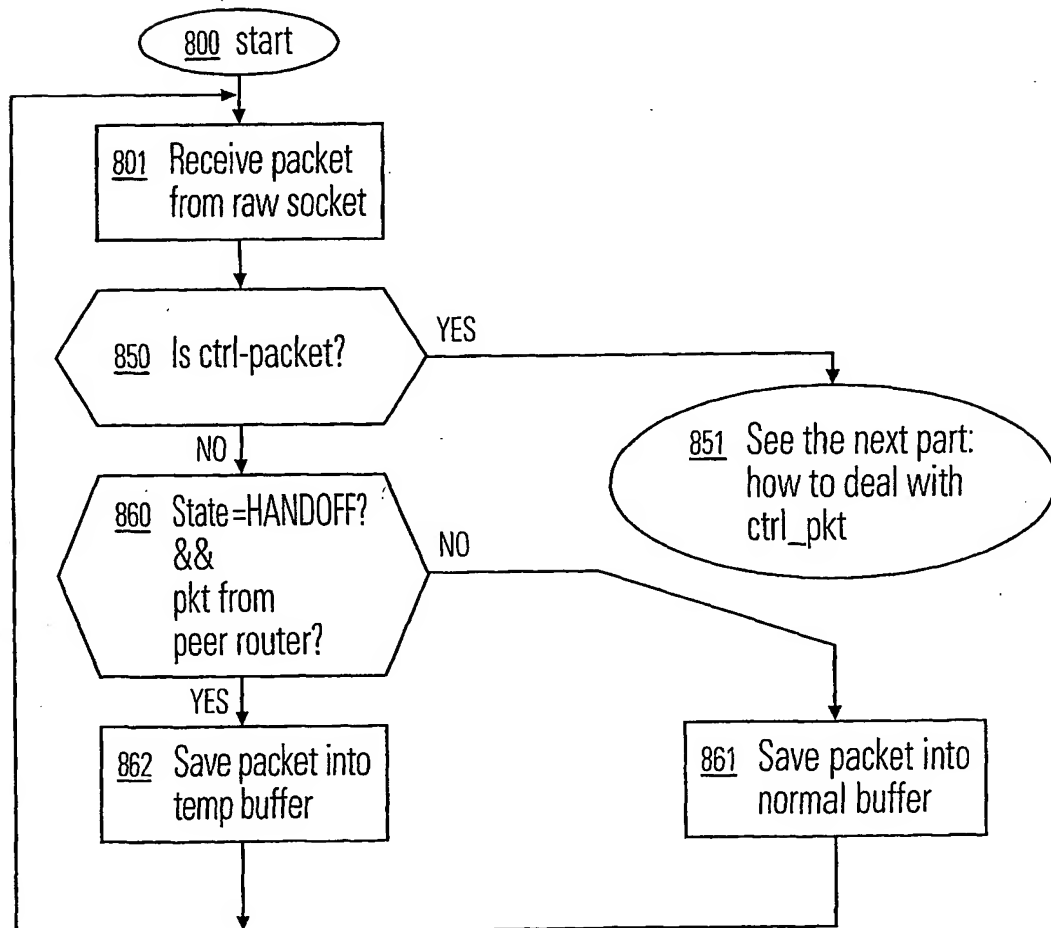 800 start
801 Receive packet
from raw socket
850 Is ctrl-packet?
YES
851 See the next part:
how to deal with
ctrl_pkt
NO
860 State=HANDOFF?
&&
pkt from
peer router?
NO
YES
862 Save packet into
temp buffer
861 Save packet into
normal buffer